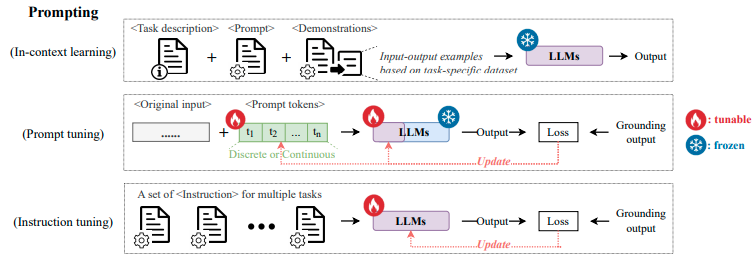 Prompting
<Task description> <Prompt> <Demonstrations>
(In-context learning)
Input-output examples
based on task-specific dataset
LLMs
Output
<Original input> <Prompt tokens>
(Prompt tuning)
......
t1 t2 ... tn
Discrete or Continuous
LLMs
Output
Loss
Grounding
output
Update
: tunable
: frozen
A set of <Instruction> for multiple tasks
(Instruction tuning)
LLMs
Output
Loss
Grounding
output
Update